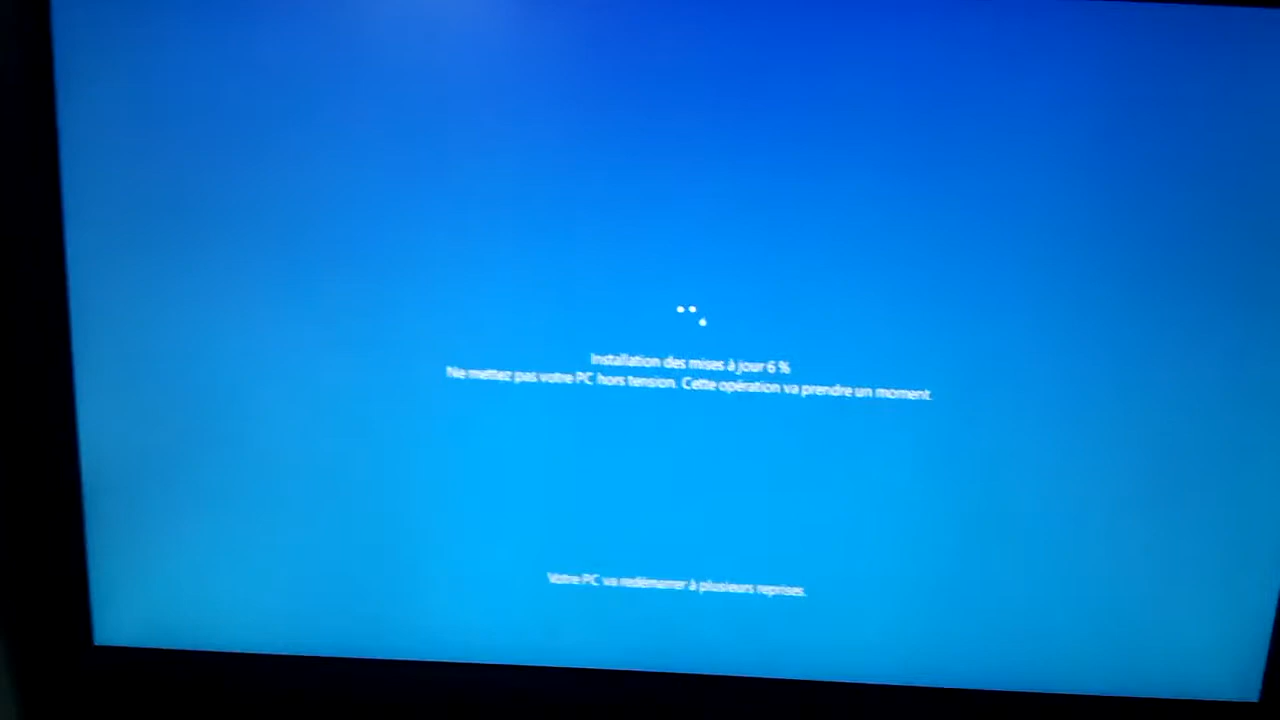 Installation des mises à jour 6 %
Ne mettez pas votre PC hors tension. Cette opération va prendre un moment.
Votre PC va redémarrer à plusieurs reprises.